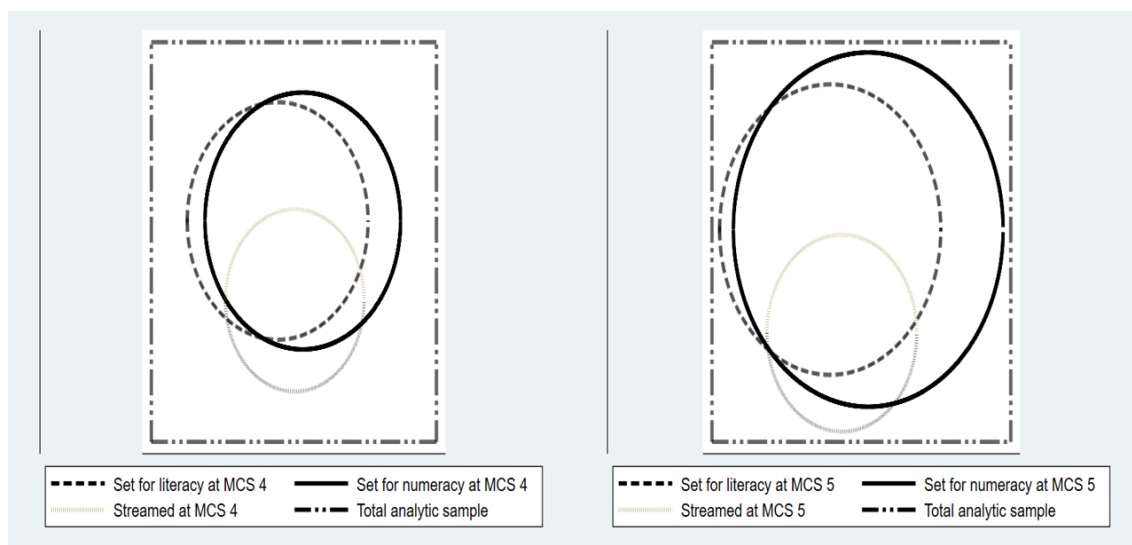 Set for literacy at MCS 4 Set for numeracy at MCS 4
Streamed at MCS 4 Total analytic sample
Set for literacy at MCS 5 Set for numeracy at MCS 5
Streamed at MCS 5 Total analytic sample